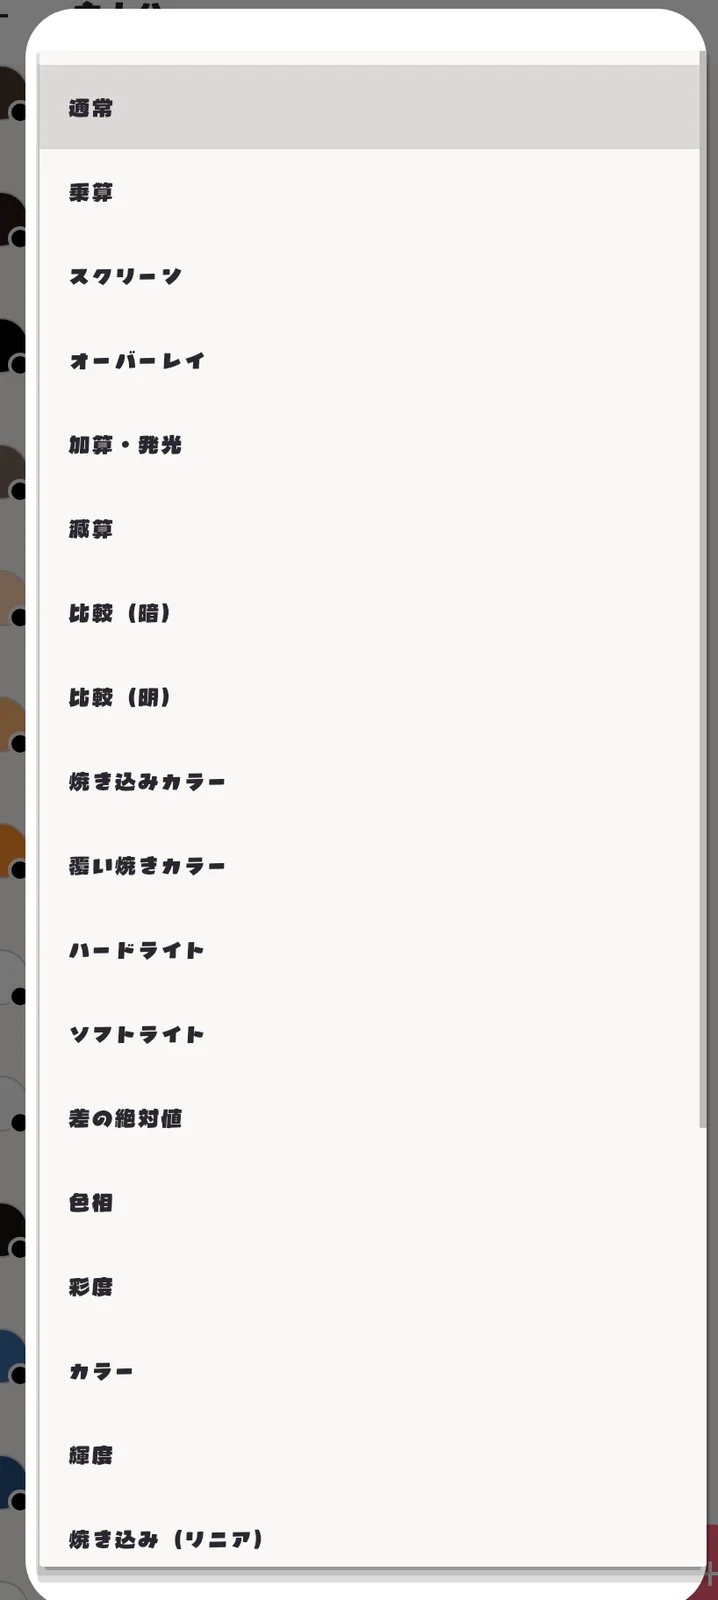 通常
乗算
スクリーン
オーバーレイ
加算・発光
減算
比較（暗）
比較（明）
焼き込みカラー
覆い焼きカラー
ハードライト
ソフトライト
差の絶対値
色相
彩度
カラー
輝度
焼き込み（リニア）